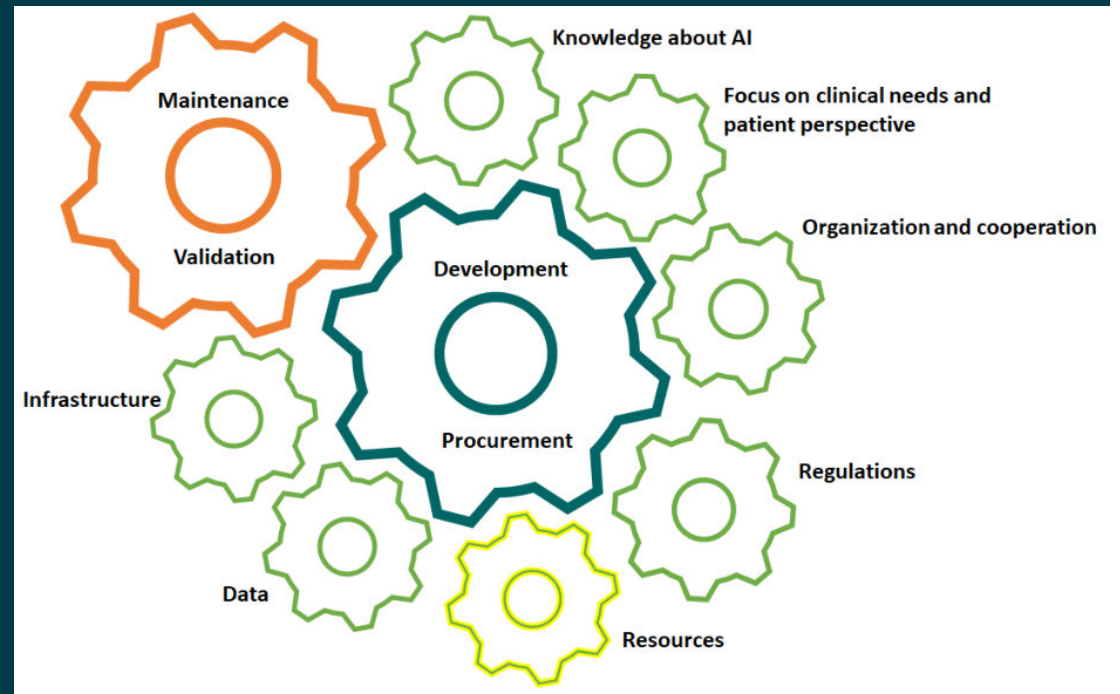 Knowledge about AI
Maintenance
Focus on clinical needs and
patient perspective
Organization and cooperation
Validation
Development
Infrastructure
Procurement
Regulations
Data
Resources